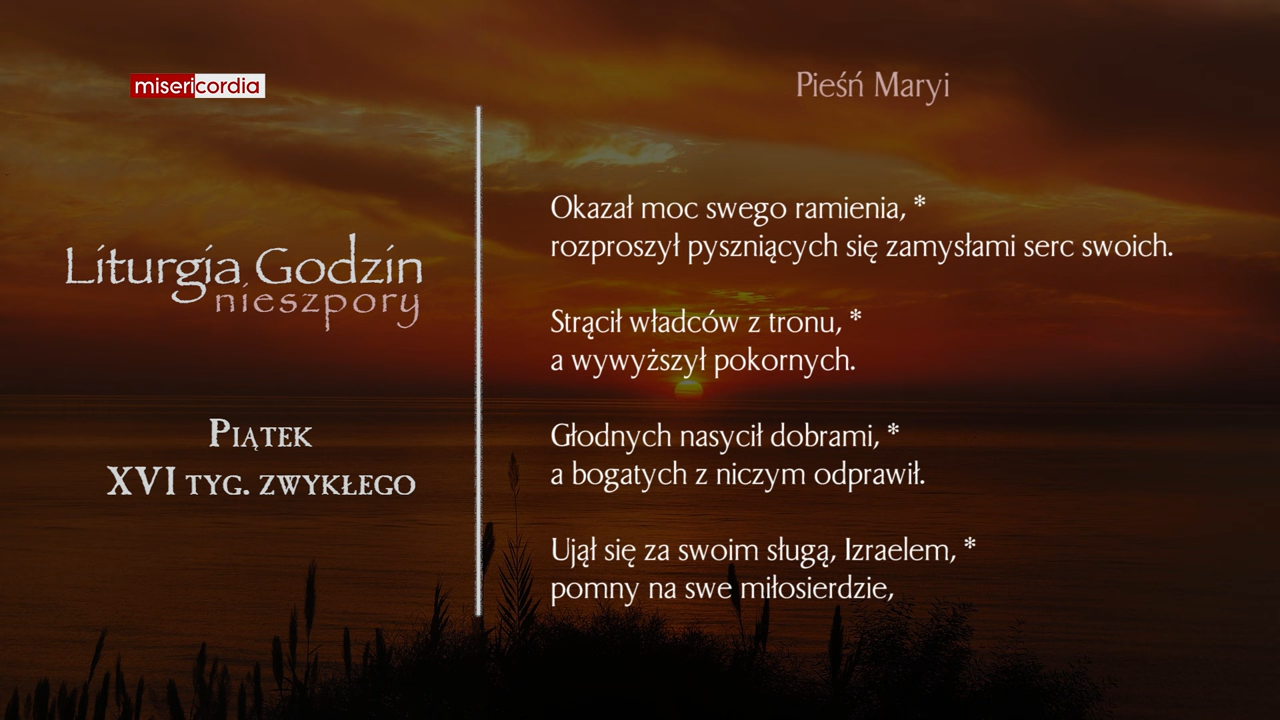 misericordia
Liturgia Godzin
nieszpory
Piątek
XVI tyg. zwykłego
Pieśń Maryi
Okazał moc swego ramienia, *
rozproszył pyszniących się zamysłami serc swoich.
Strącił władców z tronu, *
a wywyższył pokornych.
Głodnych nasycił dobrami, *
a bogatych z niczym odprawił.
Ujął się za swoim sługą, Izraelem, *
pomny na swe miłosierdzie,